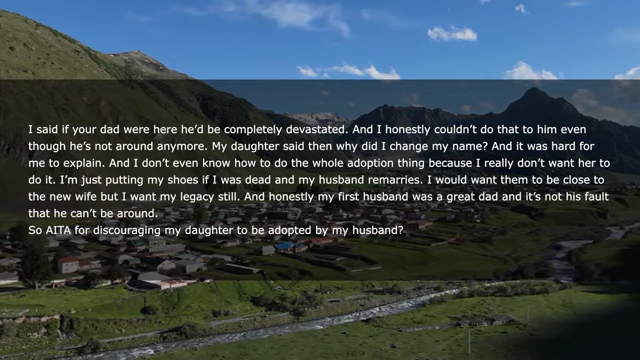 I said if your dad were here he'd be completely devastated. And I honestly couldn't do that to him even
though he's not around anymore. My daughter said then why did I change my name? And it was hard for
me to explain. And I don't even know how to do the whole adoption thing because I really don't want her to
do it. I'm just putting my shoes if I was dead and my husband remarries. I would want them to be close to
the new wife but I want my legacy still. And honestly my first husband was a great dad and it's not his fault
that he can't be around.
So AITA for discouraging my daughter to be adopted by my husband?